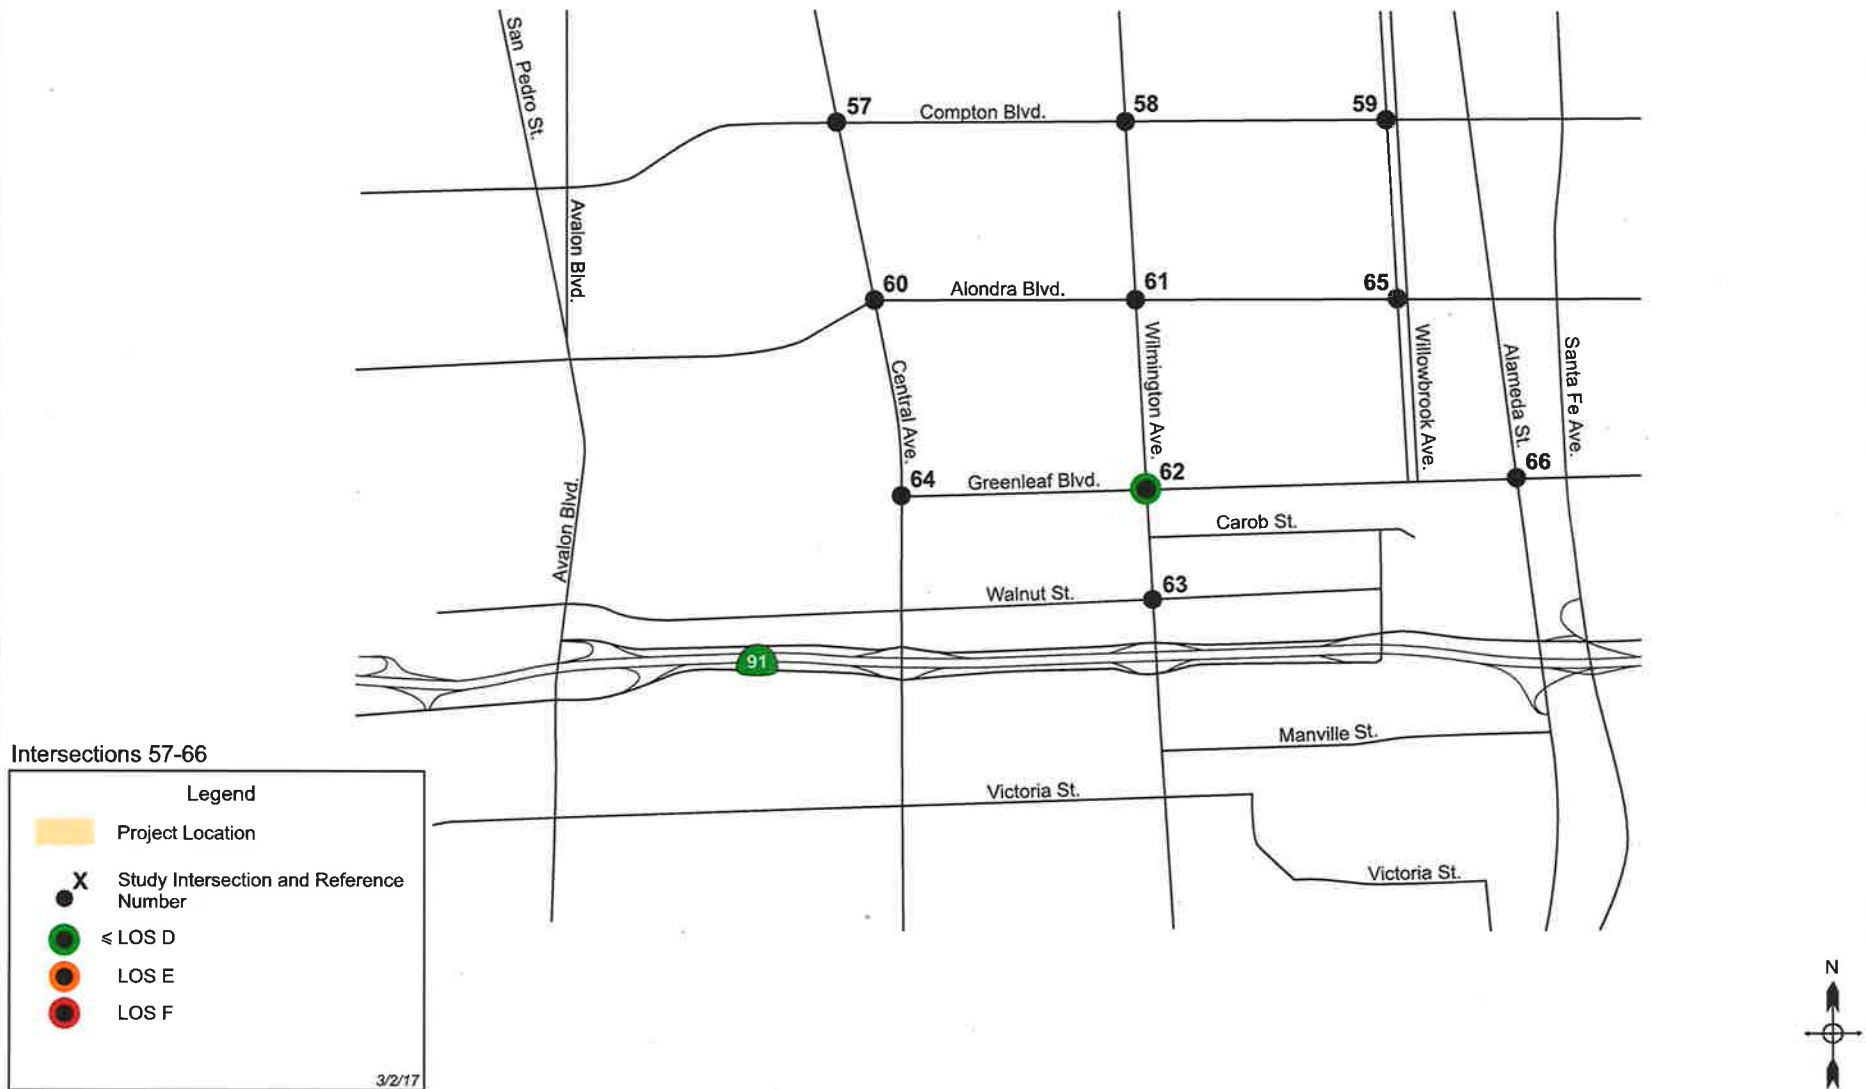 San Pedro St.
57
Compton Blvd.
58
59
Avalon Blvd.
60
Alondra Blvd.
61
65
Central Ave.
Wilmington Ave.
Willowbrook Ave.
Alameda St.
Santa Fe Ave.
64
Greenleaf Blvd.
62
66
Avalon Blvd.
Carob St.
Walnut St.
63
91
Manville St.
Victoria St.
Victoria St.
Intersections 57-66
Legend
Project Location
X
Study Intersection and Reference
Number
≤ LOS D
LOS E
LOS F
3/2/17
N